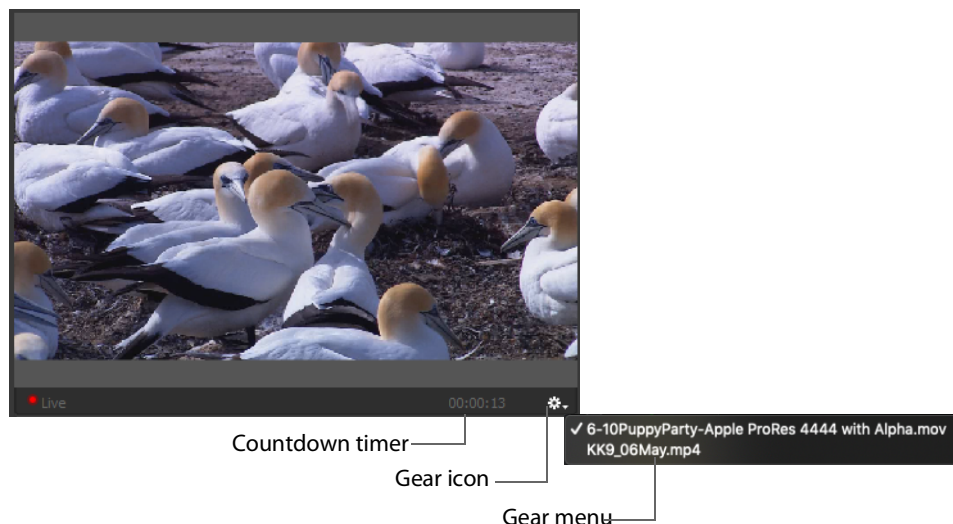 Live
00:00:13
Countdown timer
✓ 6-10PuppyParty-Apple ProRes 4444 with Alpha.mov
KK9_06May.mp4
Gear icon
Gear menu